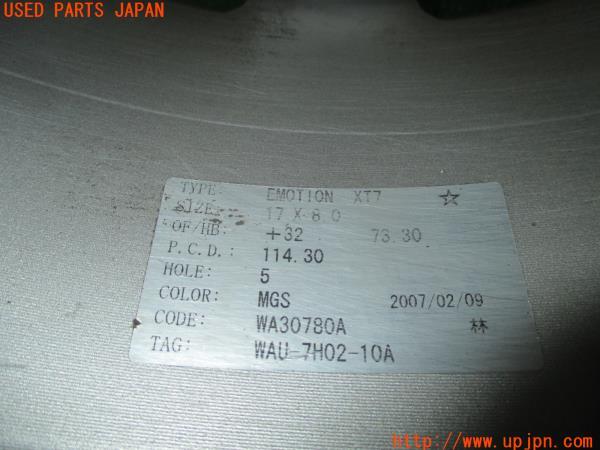 USED PARTS JAPAN
TYPE: EMOTION XT7 ☆
SIZE: 17 X 8.0
OF/HB: +32 73.30
P.C.D.: 114.30
HOLE: 5
COLOR: MGS 2007/02/09
CODE: WA30780A 林
TAG: WAU-7H02-10A
http://www.upjpn.com/